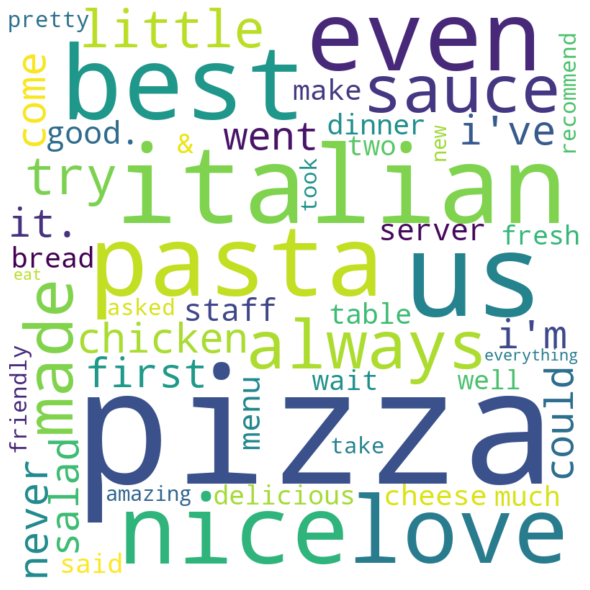 pretty
little
even
best
come
make
sauce
recommend
good.
&
went
dinner
two
i've
new
try
italian
took
it.
pasta
us
server
fresh
bread
eat
made
asked
staff
table
i'm
chicken
always
everything
friendly
first
menu
wait
well
could
pizza
take
never
salad
amazing
delicious
cheese
much
nice
love
said